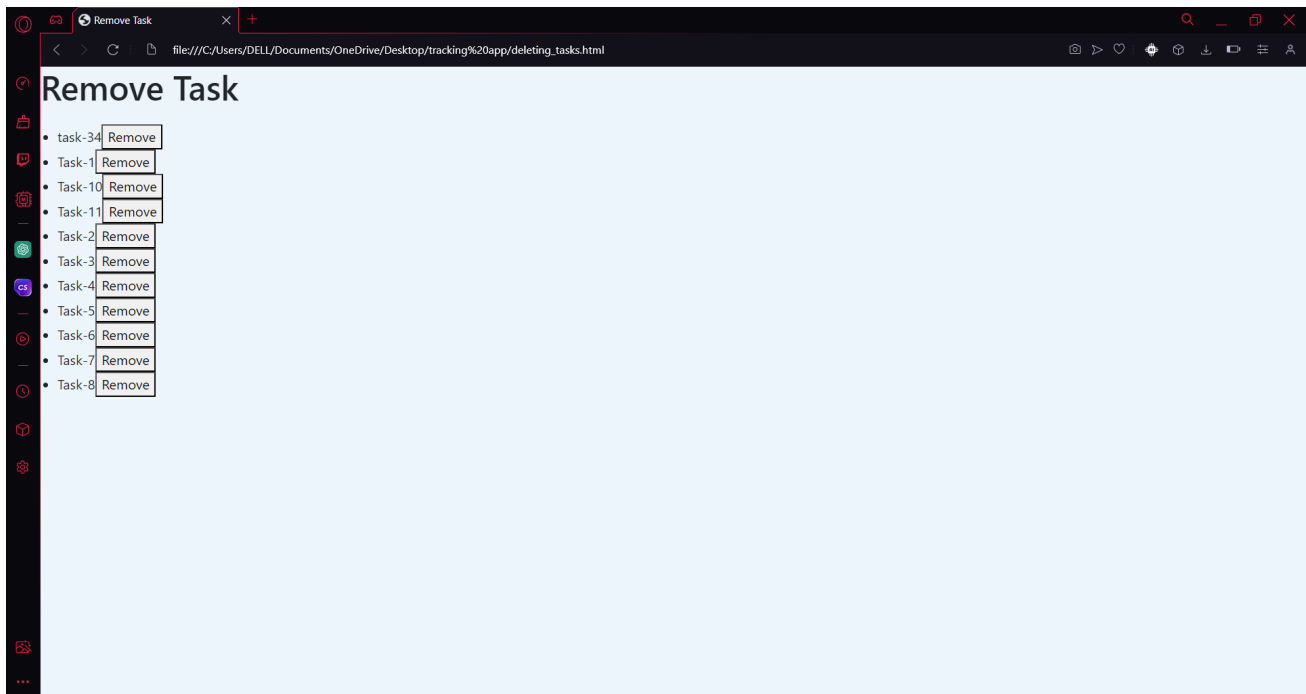 Remove Task
file:///C:/Users/DELL/Documents/OneDrive/Desktop/tracking%20app/deleting_tasks.html
Remove Task
task-34 Remove
Task-1 Remove
Task-10 Remove
Task-11 Remove
Task-2 Remove
Task-3 Remove
Task-4 Remove
Task-5 Remove
Task-6 Remove
Task-7 Remove
Task-8 Remove
CS